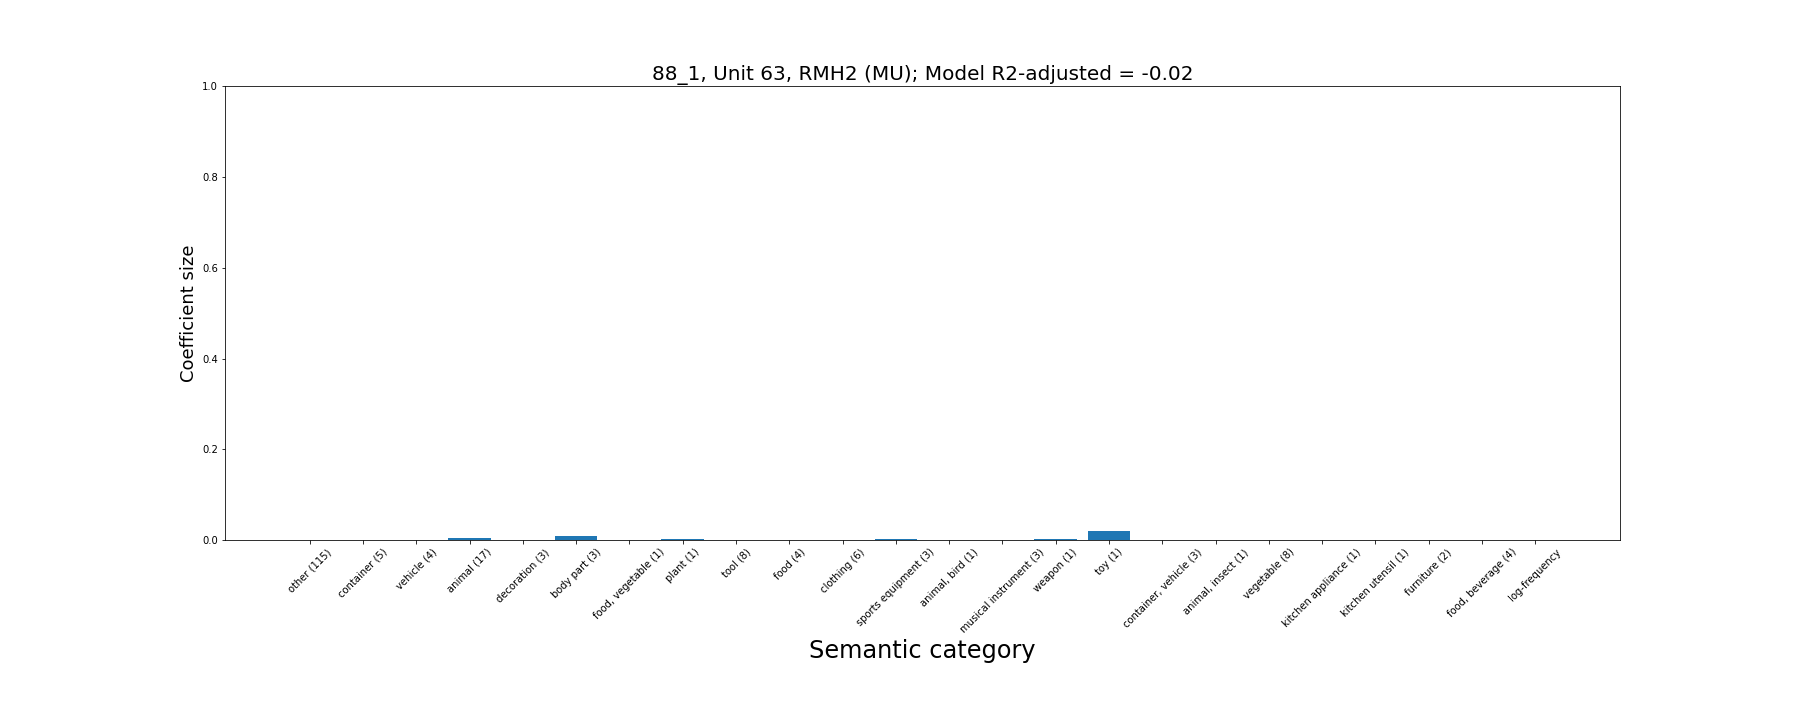 88_1, Unit 63, RMH2 (MU); Model R2-adjusted = -0.02
1.0
0.8
0.6
0.4
0.2
0.0
Coefficient size
other (115)
container (5)
vehicle (4)
animal (17)
decoration (3)
body part (3)
food, vegetable (1)
plant (1)
tool (8)
food (4)
clothing (6)
sports equipment (3)
animal, bird (1)
musical instrument (3)
weapon (1)
toy (1)
container, vehicle (3)
animal, insect (1)
vegetable (8)
kitchen appliance (1)
kitchen utensil (1)
furniture (2)
food, beverage (4)
log-frequency
Semantic category